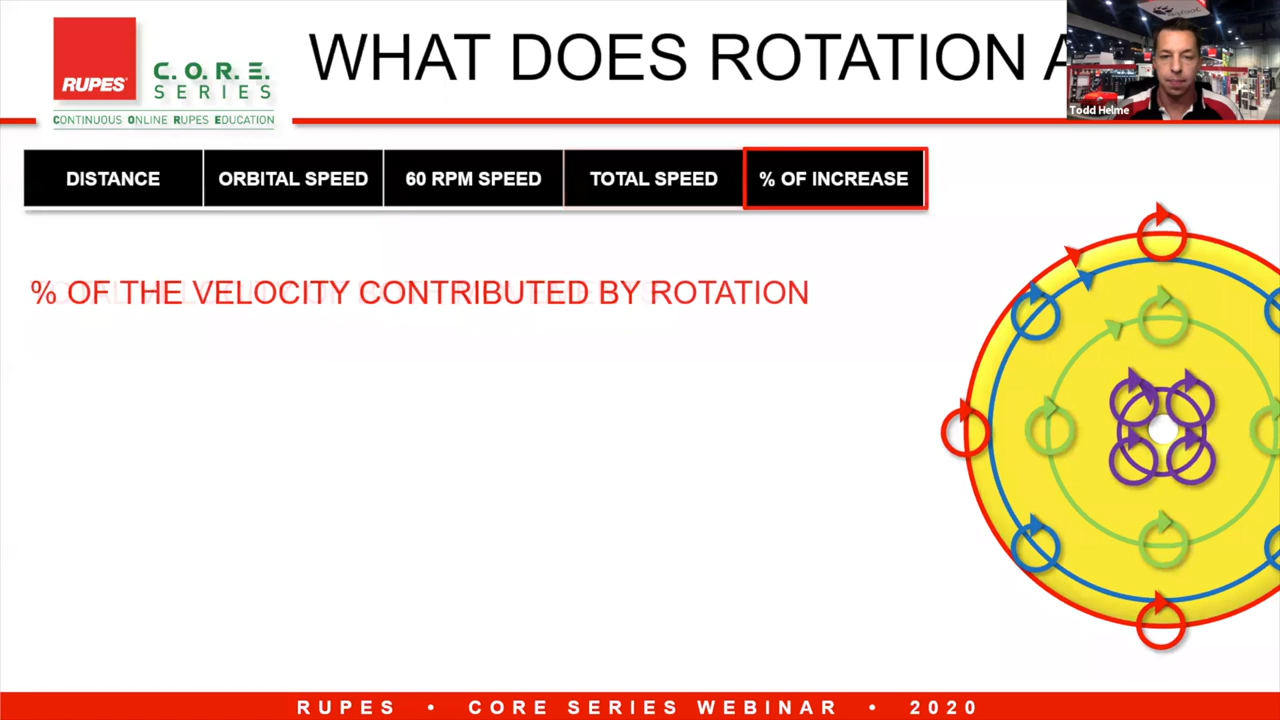 WHAT DOES ROTATION A
RUPES
C.O.R.E.
SERIES
CONTINUOUS ONLINE RUPES EDUCATION
Todd Helme
DISTANCE
ORBITAL SPEED
60 RPM SPEED
TOTAL SPEED
% OF INCREASE
% OF THE VELOCITY CONTRIBUTED BY ROTATION
RUPES • CORE SERIES WEBINAR • 2020